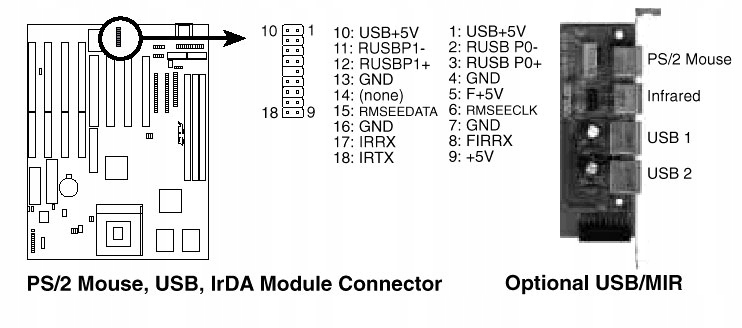 10 1
18 9
10: USB+5V
11: RUSBP1-
12: RUSBP1+
13: GND
14: (none)
15: RMSEEDATA
16: GND
17: IRRX
18: IRTX
1: USB+5V
2: RUSB P0-
3: RUSB P0+
4: GND
5: F+5V
6: RMSEECLK
7: GND
8: FIRRX
9: +5V
PS/2 Mouse
Infrared
USB 1
USB 2
PS/2 Mouse, USB, IrDA Module Connector
Optional USB/MIR